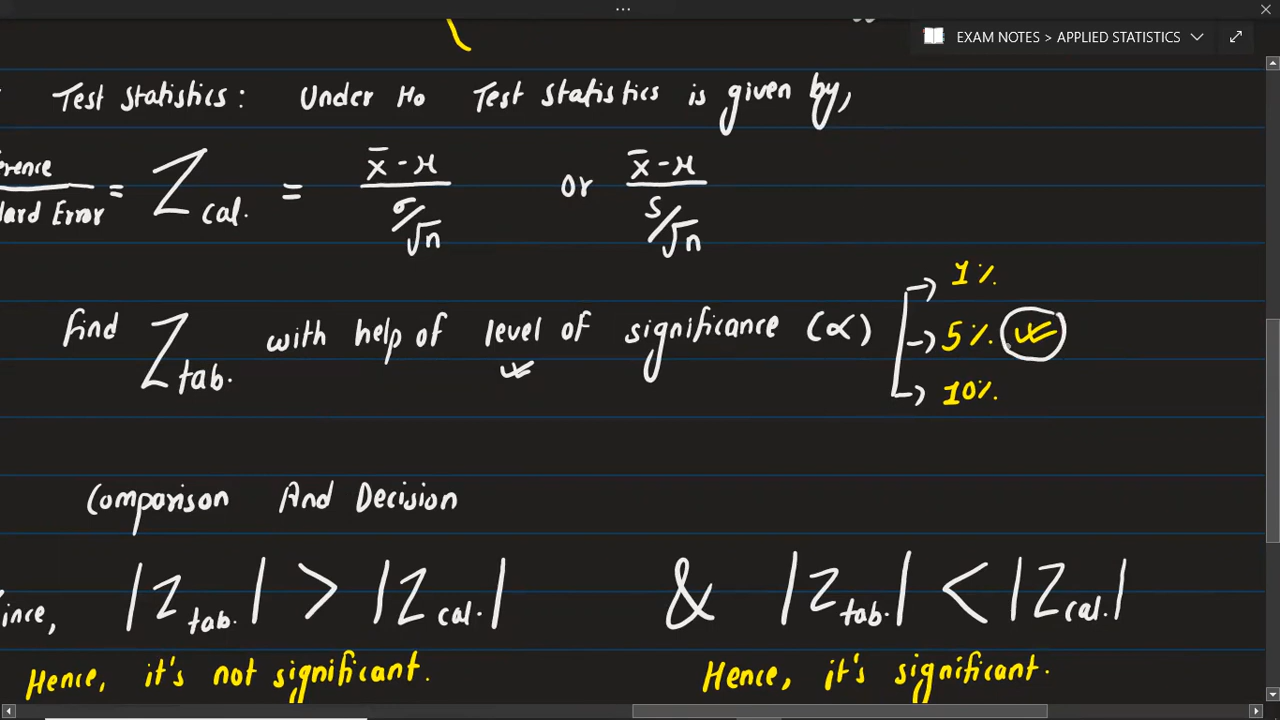 EXAM NOTES > APPLIED STATISTICS
Test Statistics: Under Ho Test Statistics is given by,
= Z cal. = x̄ - μ / σ/√n or x̄ - μ / s/√n
dard Error
1%
find Z tab. with help of level of significance (α) 5%
10%
Comparison And Decision
ince, |Z tab.| > |Z cal.| & |Z tab.| < |Z cal.|
Hence, it's not significant. Hence, it's significant.